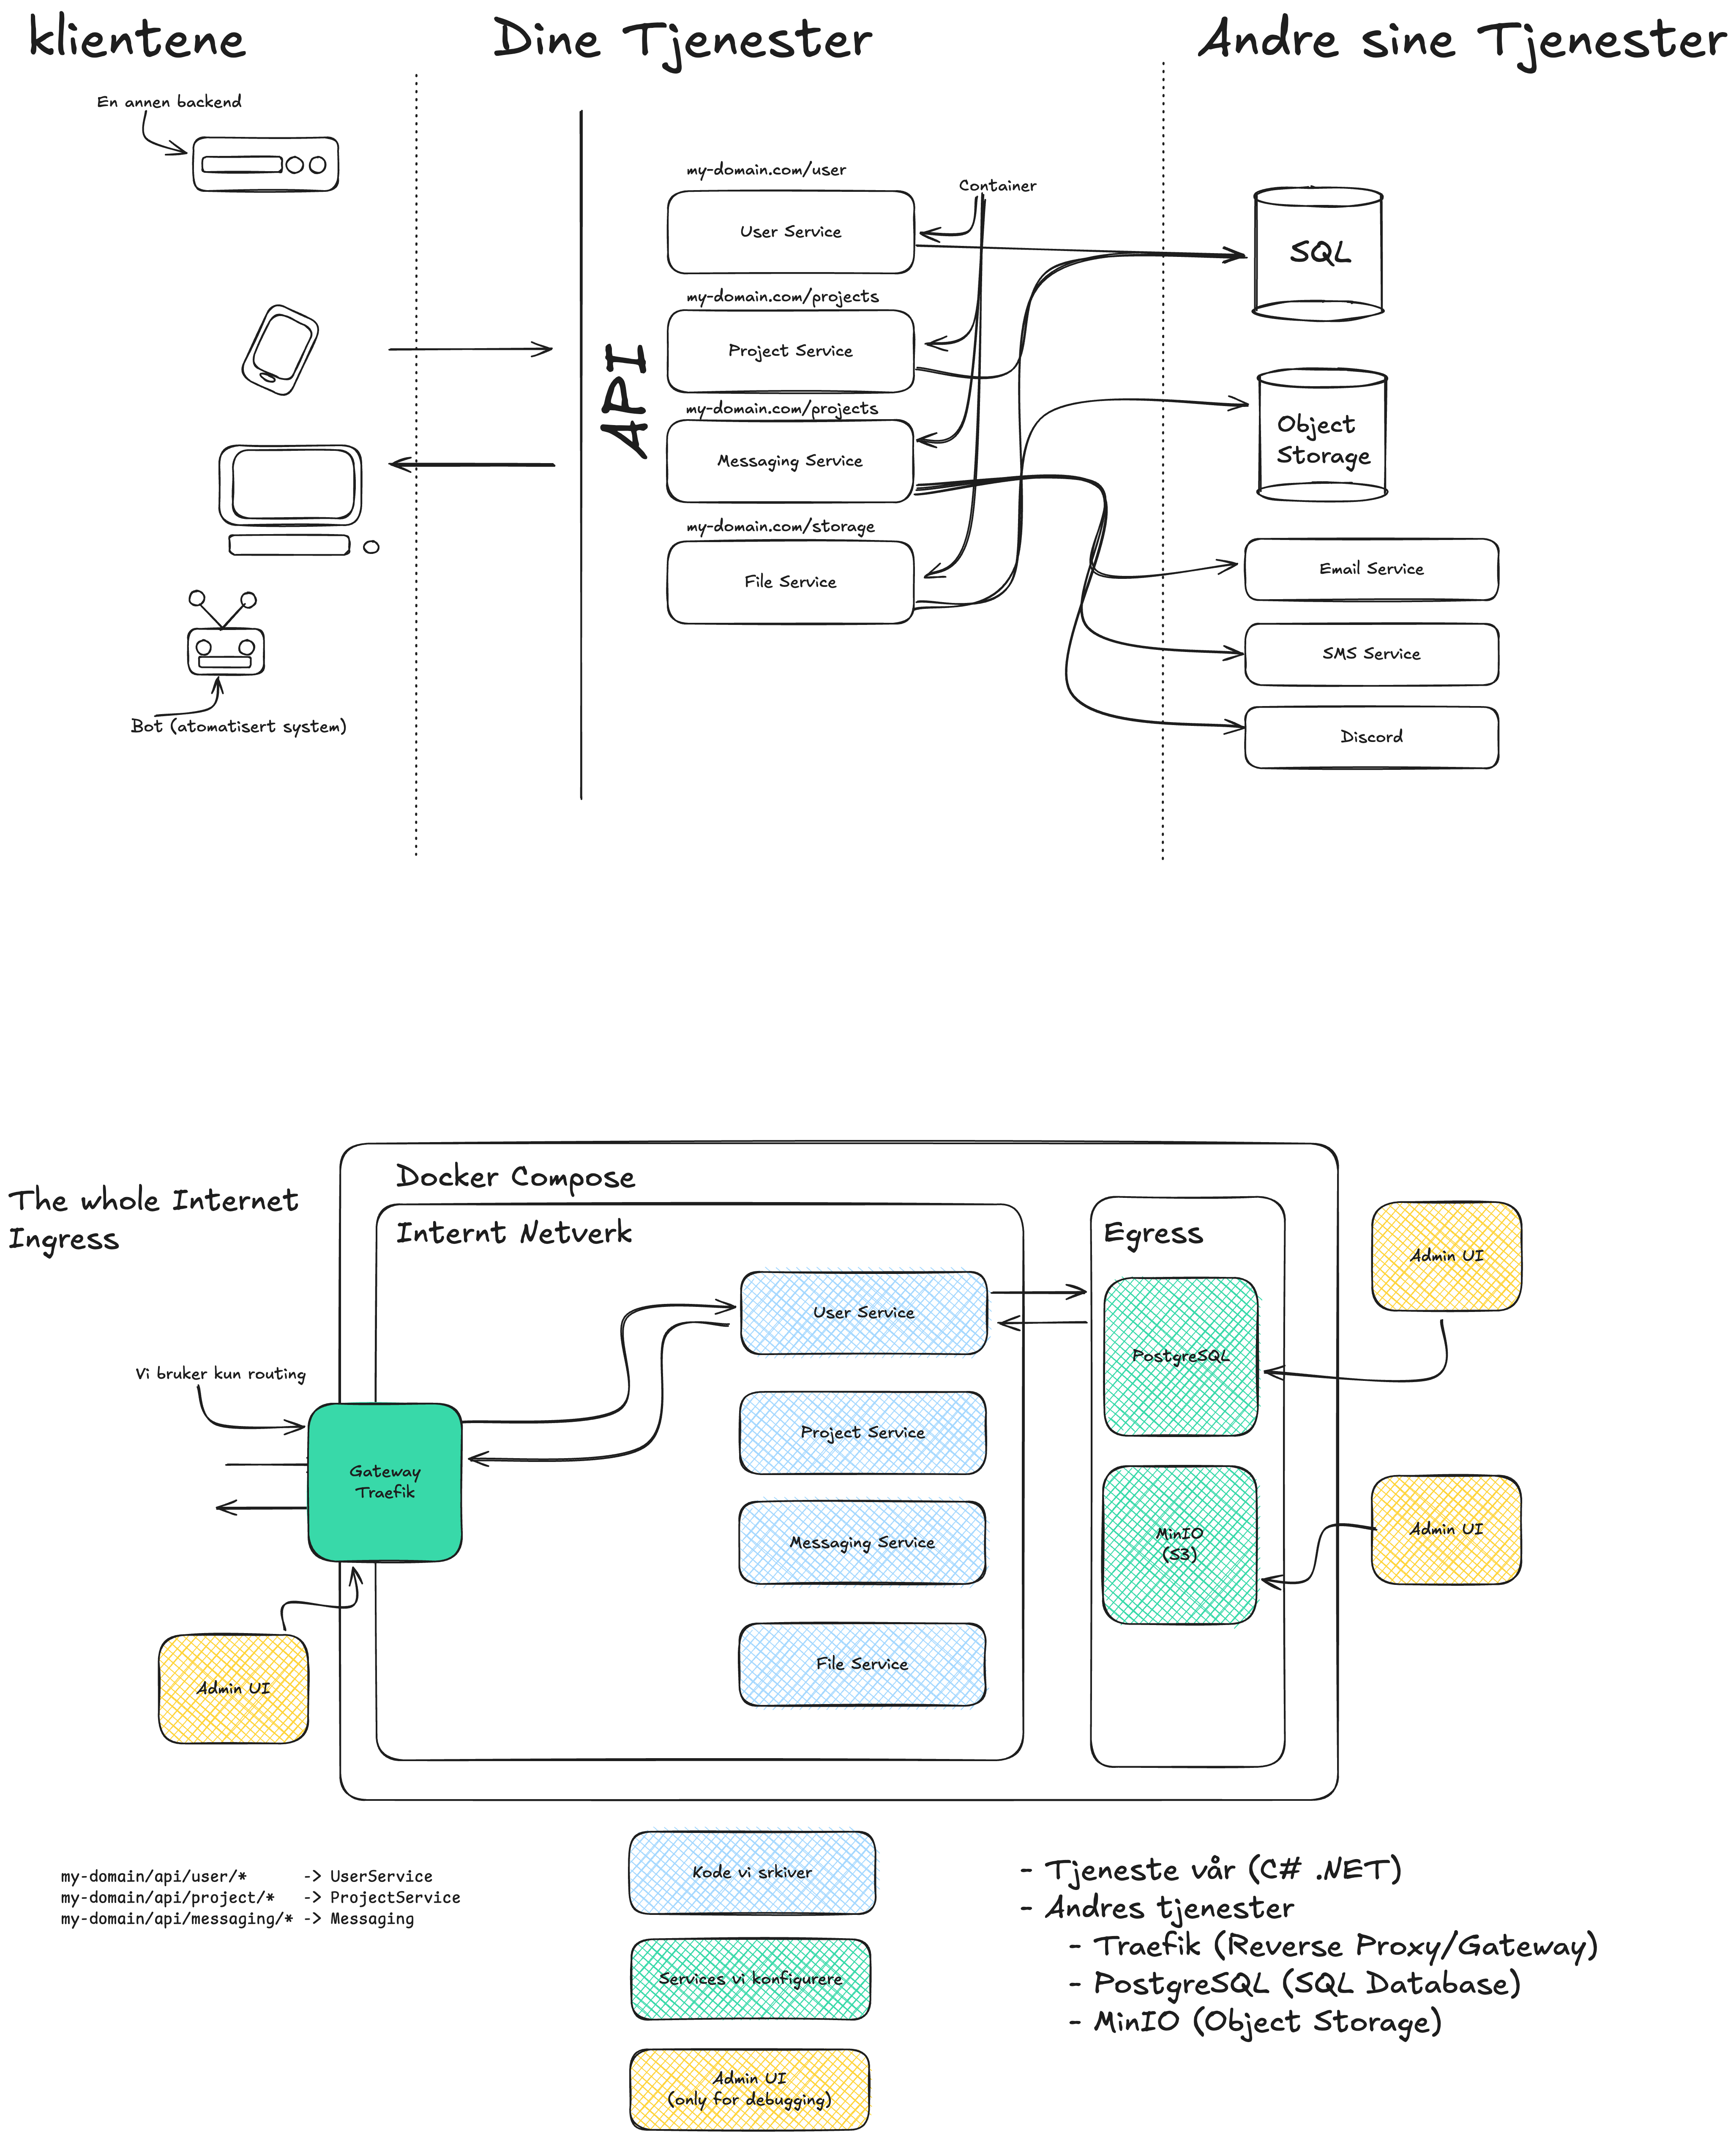 klientene
Dine Tjenester
Andre sine Tjenester
En annen backend
my-domain.com/user
Container
User Service
SQL
my-domain.com/projects
Project Service
API
my-domain.com/projects
Messaging Service
Object
Storage
my-domain.com/storage
File Service
Email Service
SMS Service
Bot (atomatisert system)
Discord
The whole Internet
Ingress
Docker Compose
Internt Netverk
Egress
Admin UI
User Service
PostgreSQL
Vi bruker kun routing
Project Service
Gateway
Traefik
Messaging Service
MinIO
(S3)
Admin UI
File Service
Admin UI
my-domain/api/user/* -> UserService
my-domain/api/project/* -> ProjectService
my-domain/api/messaging/* -> Messaging
Kode vi srkiver
Services vi konfigurere
Admin UI
(only for debugging)
- Tjeneste vår (C# .NET)
- Andres tjenester
- Traefik (Reverse Proxy/Gateway)
- PostgreSQL (SQL Database)
- MinIO (Object Storage)